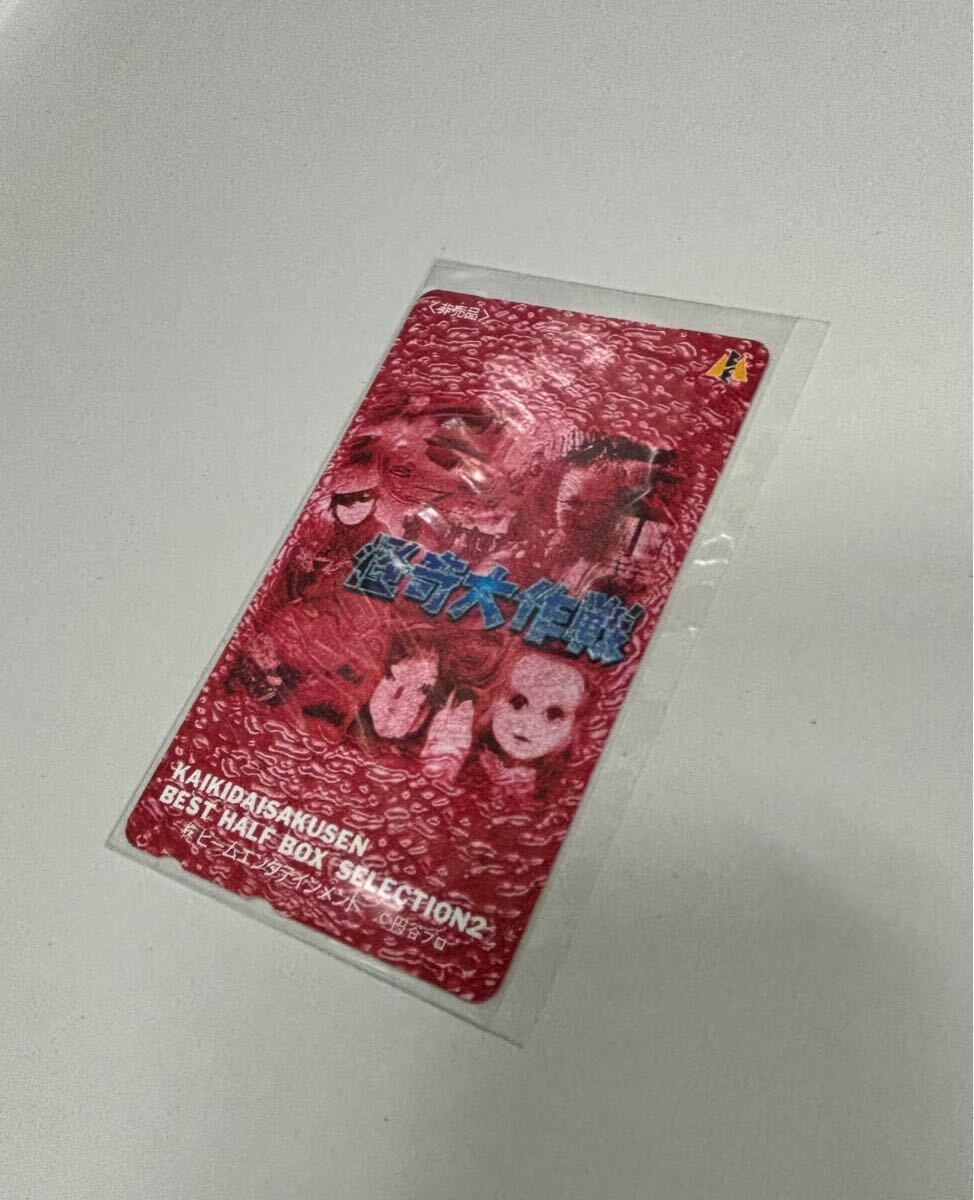 〈非売品〉
怪奇大作戦
KAIKIDAISAKUSEN
BEST HALF BOX SELECTION2
㈱ビームエンタテインメント ©円谷プロ